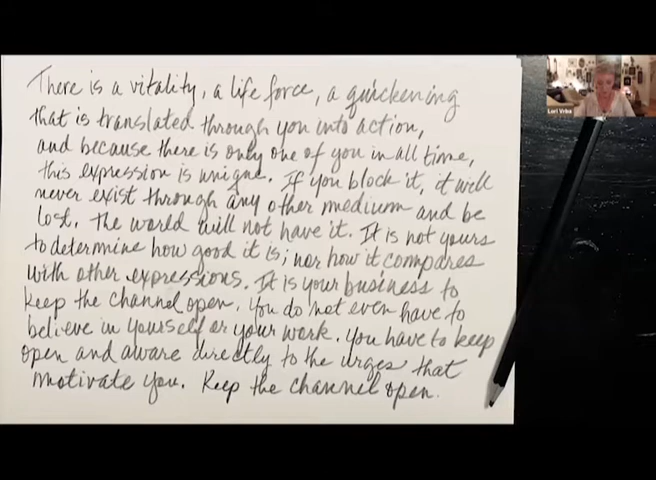 There is a vitality, a life force, a quickening
that is translated through you into action,
and because there is only one of you in all time,
this expression is unique. If you block it, it will
never exist through any other medium and be
lost. The world will not have it. It is not yours
to determine how good it is; nor how it compares
with other expressions. It is your business to
keep the channel open. You do not even have to
believe in yourself or your work. You have to keep
open and aware directly to the urges that
motivate you. Keep the channel open.
Lori Vrba